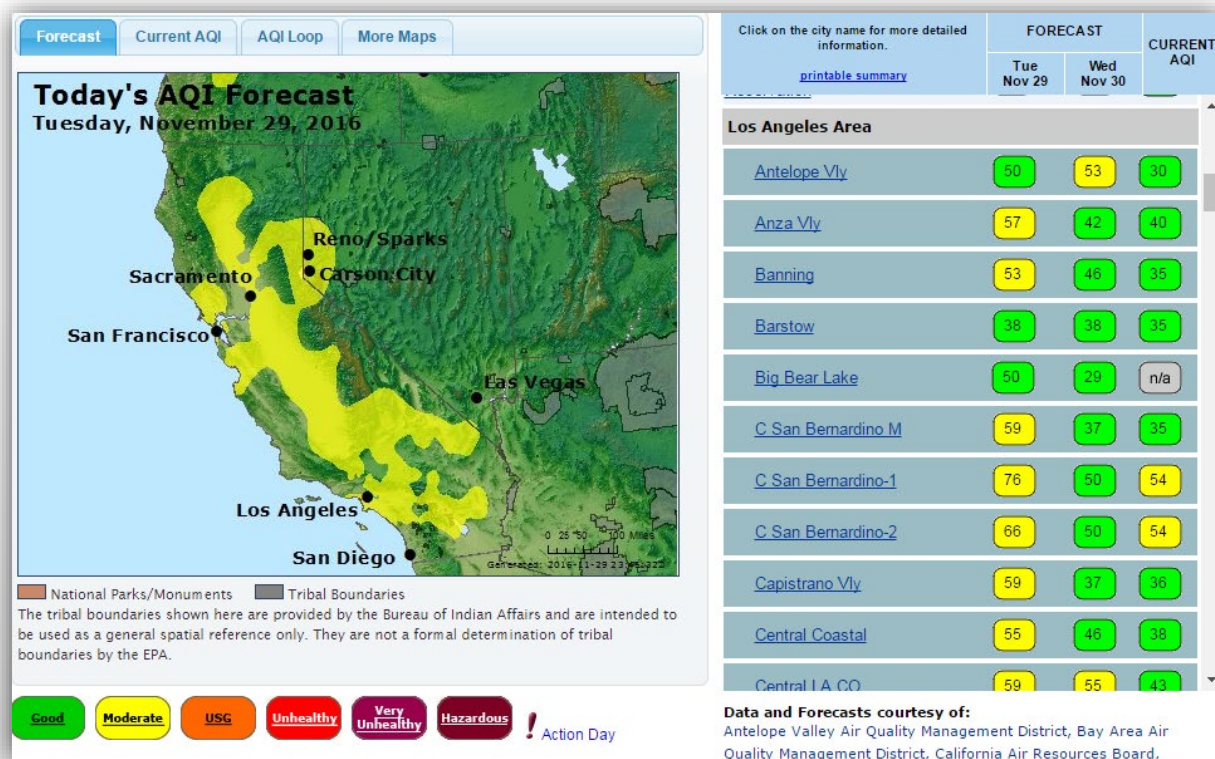 Forecast
Current AQI
AQI Loop
More Maps
Today's AQI Forecast
Tuesday, November 29, 2016
Reno/Sparks
Carson City
Sacramento
San Francisco
Las Vegas
Los Angeles
San Diego
0 25 50 100 Miles
Generated: 2016-11-29
National Parks/Monuments
Tribal Boundaries
The tribal boundaries shown here are provided by the Bureau of Indian Affairs and are intended to
be used as a general spatial reference only. They are not a formal determination of tribal
boundaries by the EPA.
Good
Moderate
USG
Unhealthy
Very
Unhealthy
Hazardous
! Action Day
Click on the city name for more detailed
information.
printable summary
FORECAST
Tue
Nov 29
Wed
Nov 30
CURRENT
AQI
Los Angeles Area
Antelope Vly 50 53 30
Anza Vly 57 42 40
Banning 53 46 35
Barstow 38 38 35
Big Bear Lake 50 29 n/a
C San Bernardino M 59 37 35
C San Bernardino-1 76 50 54
C San Bernardino-2 66 50 54
Capistrano Vly 59 37 36
Central Coastal 55 46 38
Central LA CO 59 55 43
Data and Forecasts courtesy of:
Antelope Valley Air Quality Management District, Bay Area Air
Quality Management District, California Air Resources Board,